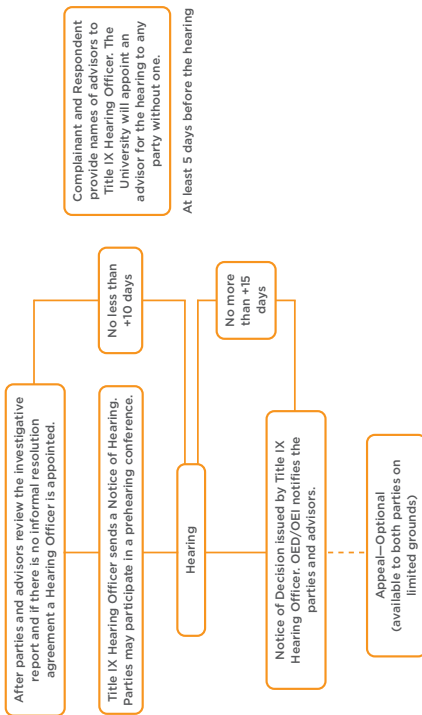 After parties and advisors review the investigative
report and if there is no informal resolution
agreement a Hearing Officer is appointed.
No less than
+10 days
Title IX Hearing Officer sends a Notice of Hearing.
Parties may participate in a prehearing conference.
Complainant and Respondent
provide names of advisors to
Title IX Hearing Officer. The
University will appoint an
advisor for the hearing to any
party without one.
At least 5 days before the hearing
Hearing
No more
than +15
days
Notice of Decision issued by Title IX
Hearing Officer. OED/OEI notifies the
parties and advisors.
Appeal—Optional
(available to both parties on
limited grounds)